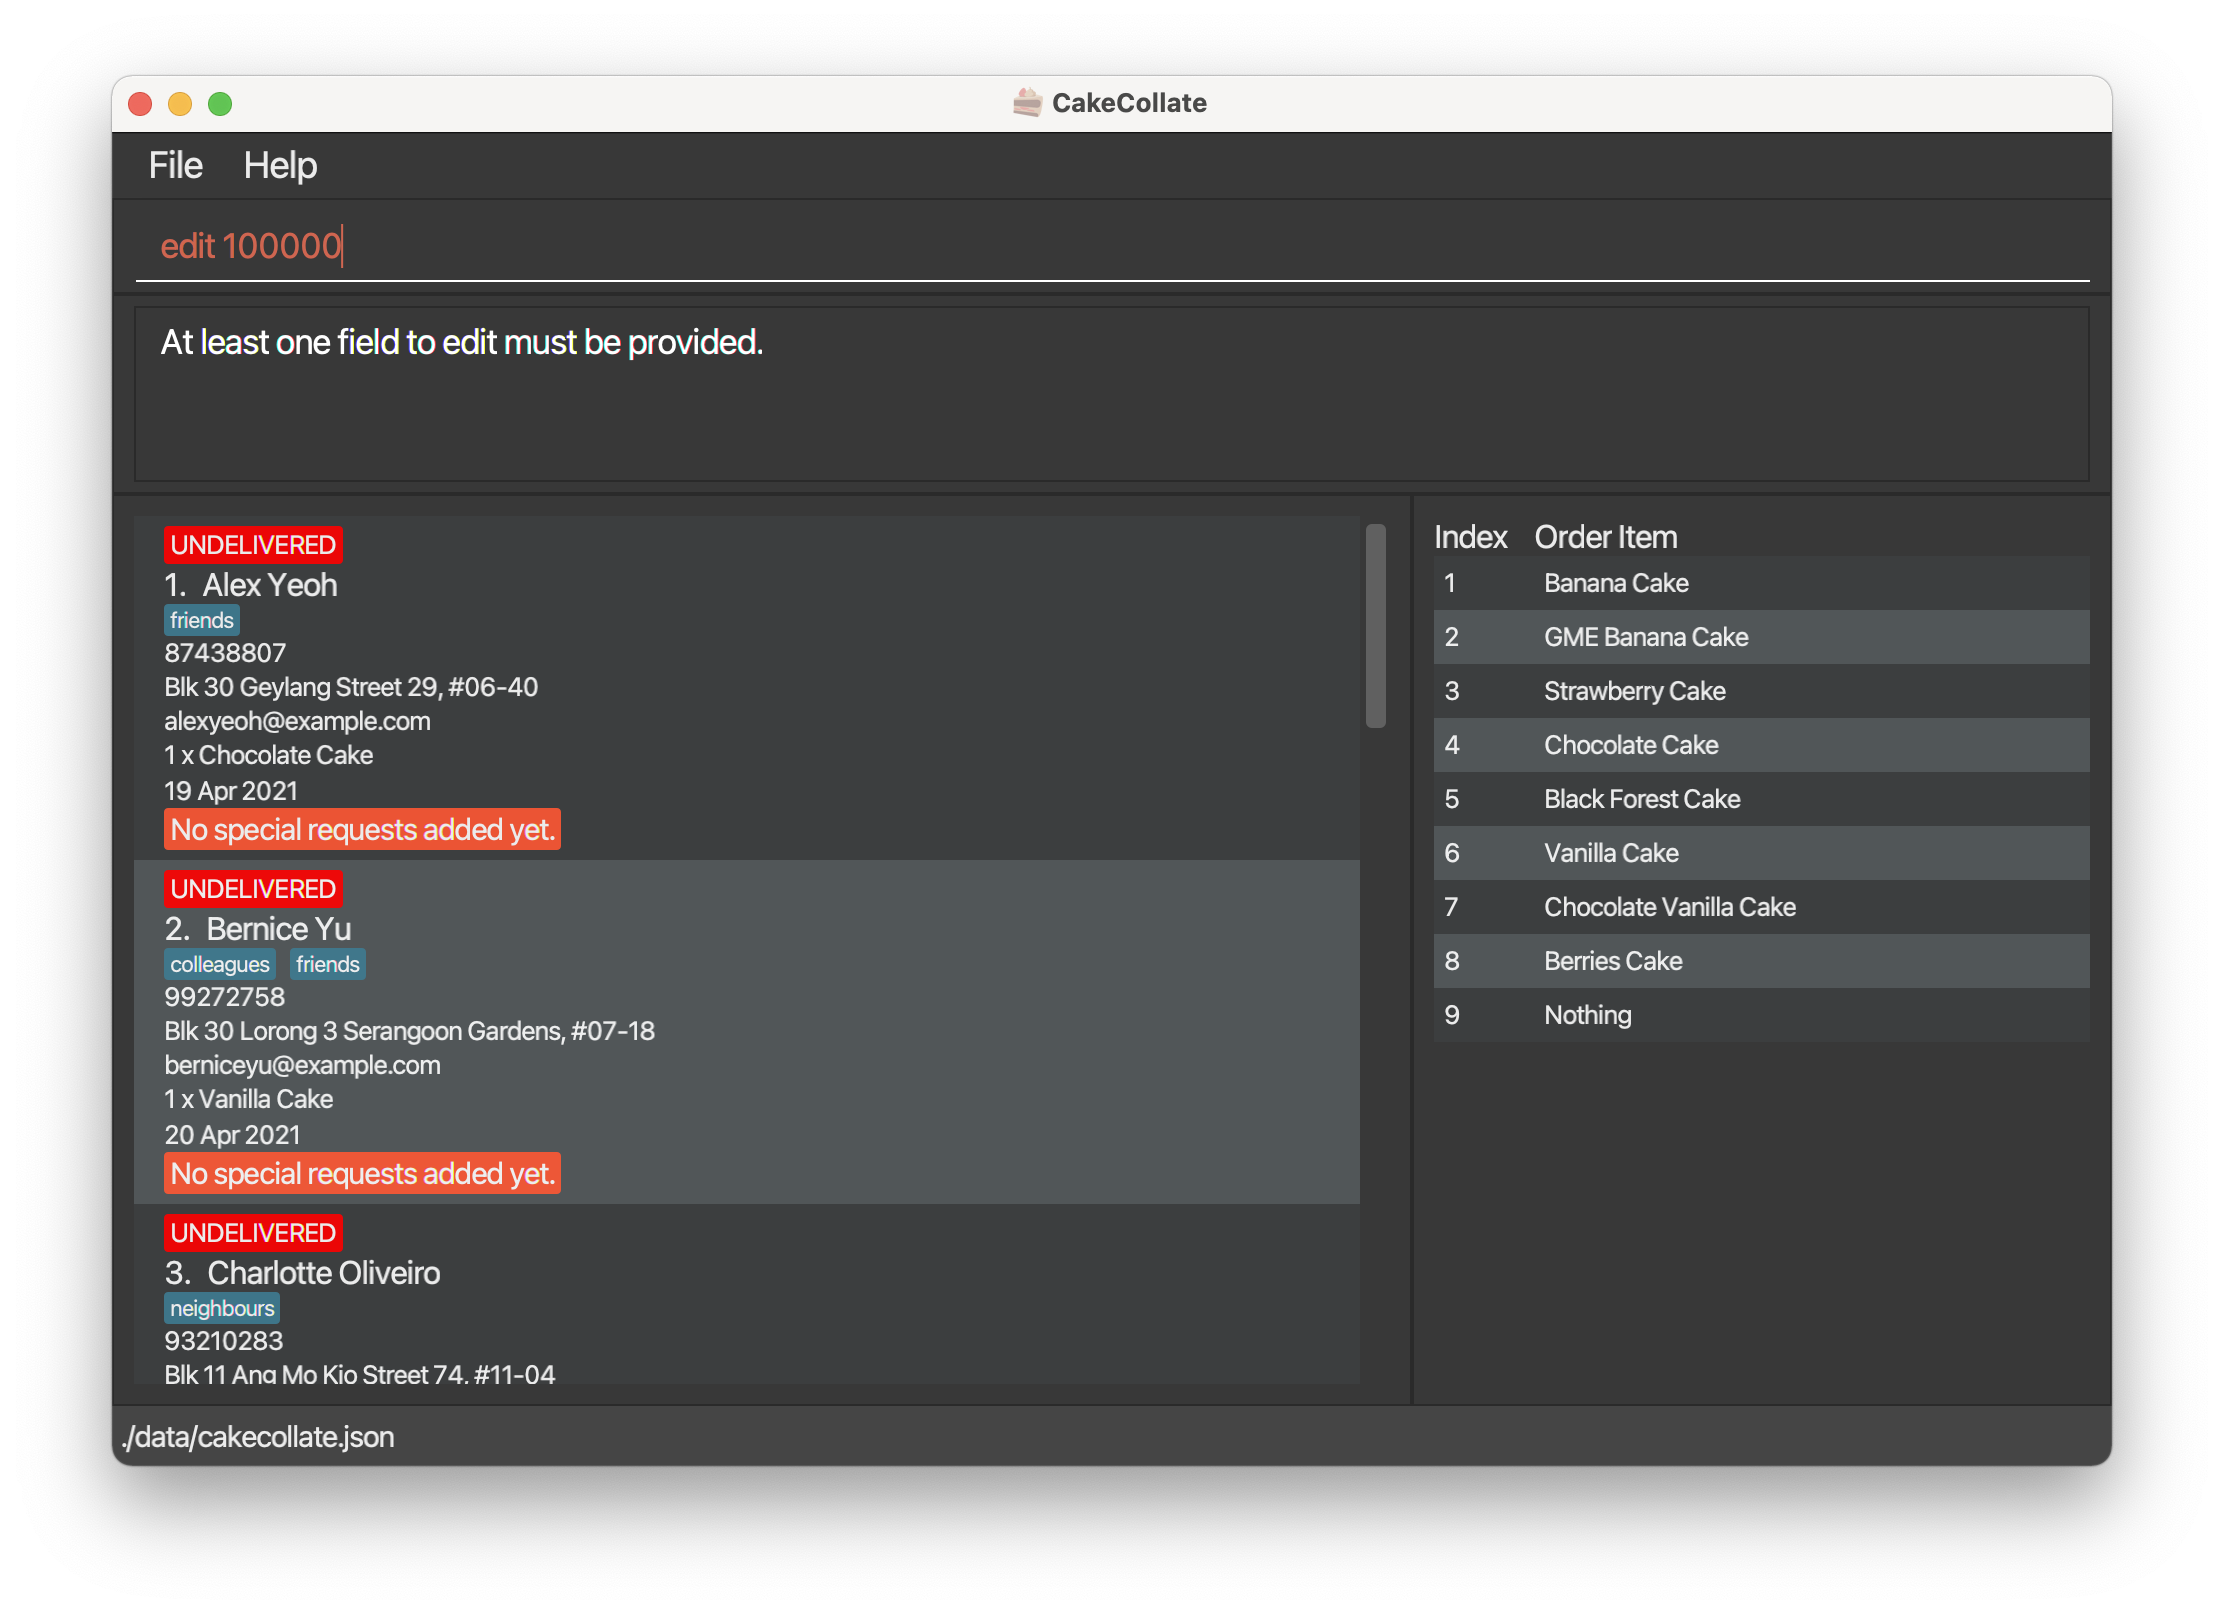 CakeCollate
File Help
edit 100000
At least one field to edit must be provided.
UNDELIVERED
1. Alex Yeoh
friends
87438807
Blk 30 Geylang Street 29, #06-40
alexyeoh@example.com
1 x Chocolate Cake
19 Apr 2021
No special requests added yet.
UNDELIVERED
2. Bernice Yu
colleagues friends
99272758
Blk 30 Lorong 3 Serangoon Gardens, #07-18
berniceyu@example.com
1 x Vanilla Cake
20 Apr 2021
No special requests added yet.
UNDELIVERED
3. Charlotte Oliveiro
neighbours
93210283
Blk 11 Ang Mo Kio Street 74, #11-04
Index Order Item
1 Banana Cake
2 GME Banana Cake
3 Strawberry Cake
4 Chocolate Cake
5 Black Forest Cake
6 Vanilla Cake
7 Chocolate Vanilla Cake
8 Berries Cake
9 Nothing
./data/cakecollate.json